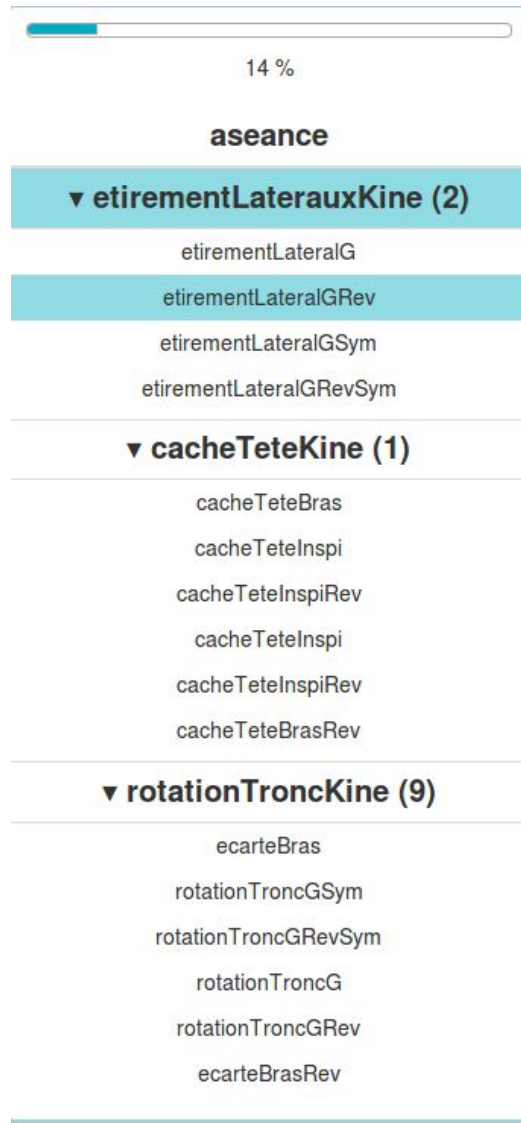 14 %
aseance
▾ etirementLaterauxKine (2)
etirementLateralG
etirementLateralGRev
etirementLateralGSym
etirementLateralGRevSym
▾ cacheTeteKine (1)
cacheTeteBras
cacheTeteInspi
cacheTeteInspiRev
cacheTeteInspi
cacheTeteInspiRev
cacheTeteBrasRev
▾ rotationTroncKine (9)
ecarteBras
rotationTroncGSym
rotationTroncGRevSym
rotationTroncG
rotationTroncGRev
ecarteBrasRev